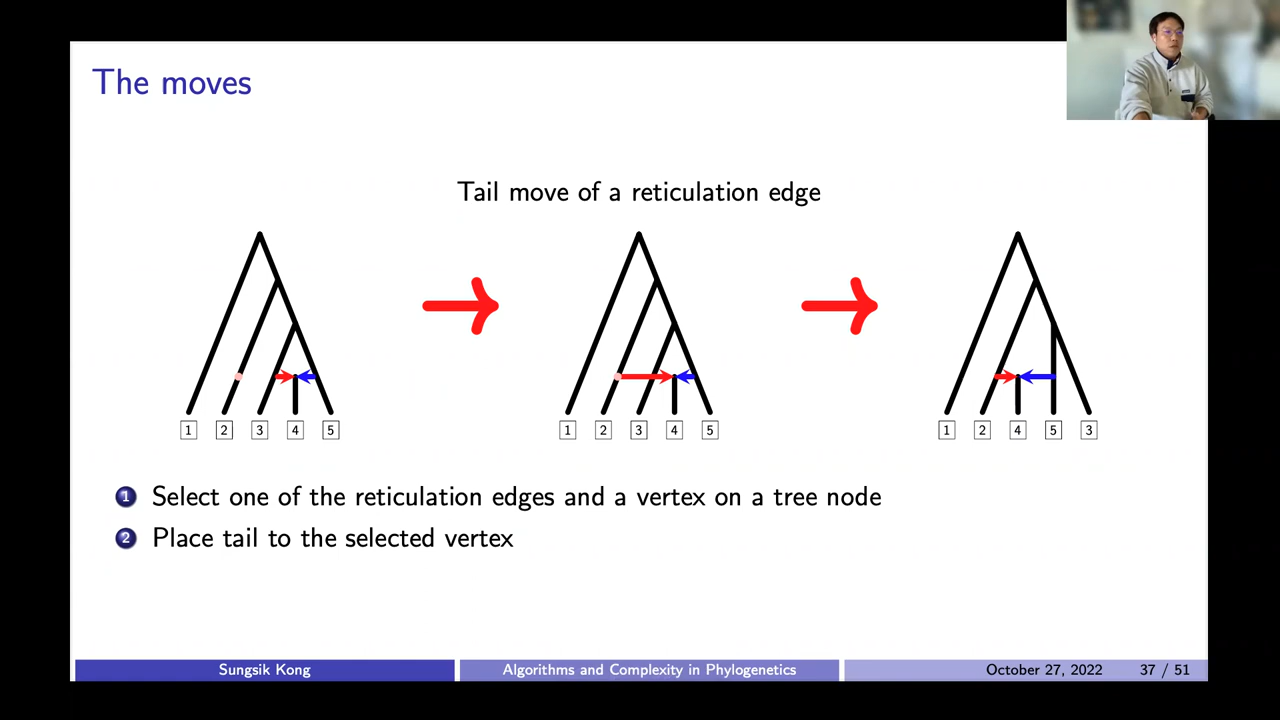 The moves
Tail move of a reticulation edge
1 2 3 4 5
1 2 3 4 5
1 2 4 5 3
1 Select one of the reticulation edges and a vertex on a tree node
2 Place tail to the selected vertex
Sungsik Kong Algorithms and Complexity in Phylogenetics October 27, 2022 37 / 51